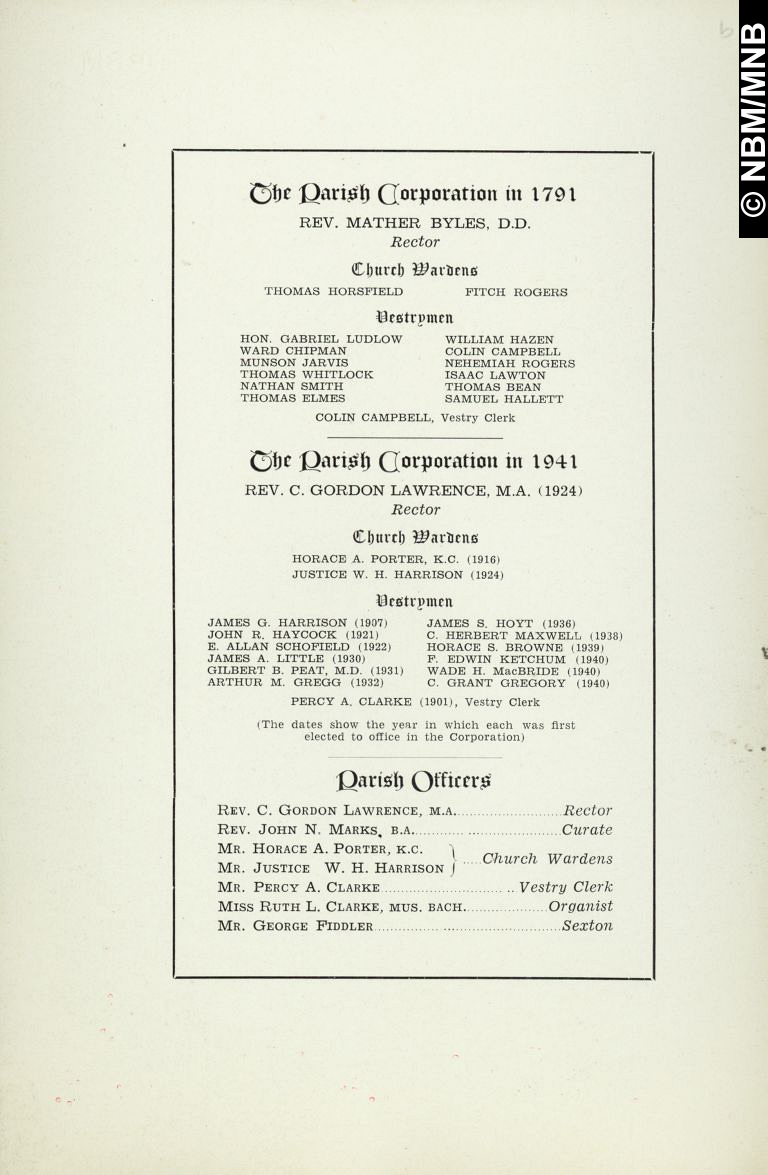 © NBM/MNB
The Parish Corporation in 1791
REV. MATHER BYLES, D.D.
Rector
Church Wardens
THOMAS HORSFIELD FITCH ROGERS
Vestrymen
HON. GABRIEL LUDLOW WILLIAM HAZEN
WARD CHIPMAN COLIN CAMPBELL
MUNSON JARVIS NEHEMIAH ROGERS
THOMAS WHITLOCK ISAAC LAWTON
NATHAN SMITH THOMAS BEAN
THOMAS ELMES SAMUEL HALLETT
COLIN CAMPBELL, Vestry Clerk
The Parish Corporation in 1941
REV. C. GORDON LAWRENCE, M.A. (1924)
Rector
Church Wardens
HORACE A. PORTER, K.C. (1916)
JUSTICE W. H. HARRISON (1924)
Vestrymen
JAMES G. HARRISON (1907) JAMES S. HOYT (1936)
JOHN R. HAYCOCK (1921) C. HERBERT MAXWELL (1938)
E. ALLAN SCHOFIELD (1922) HORACE S. BROWNE (1939)
JAMES A. LITTLE (1930) F. EDWIN KETCHUM (1940)
GILBERT B. PEAT, M.D. (1931) WADE H. MacBRIDE (1940)
ARTHUR M. GREGG (1932) C. GRANT GREGORY (1940)
PERCY A. CLARKE (1901), Vestry Clerk
(The dates show the year in which each was first
elected to office in the Corporation)
Parish Officers
REV. C. GORDON LAWRENCE, M.A. Rector
REV. JOHN N. MARKS, B.A. Curate
MR. HORACE A. PORTER, K.C.
MR. JUSTICE W. H. HARRISON Church Wardens
MR. PERCY A. CLARKE Vestry Clerk
MISS RUTH L. CLARKE, MUS. BACH. Organist
MR. GEORGE FIDDLER Sexton